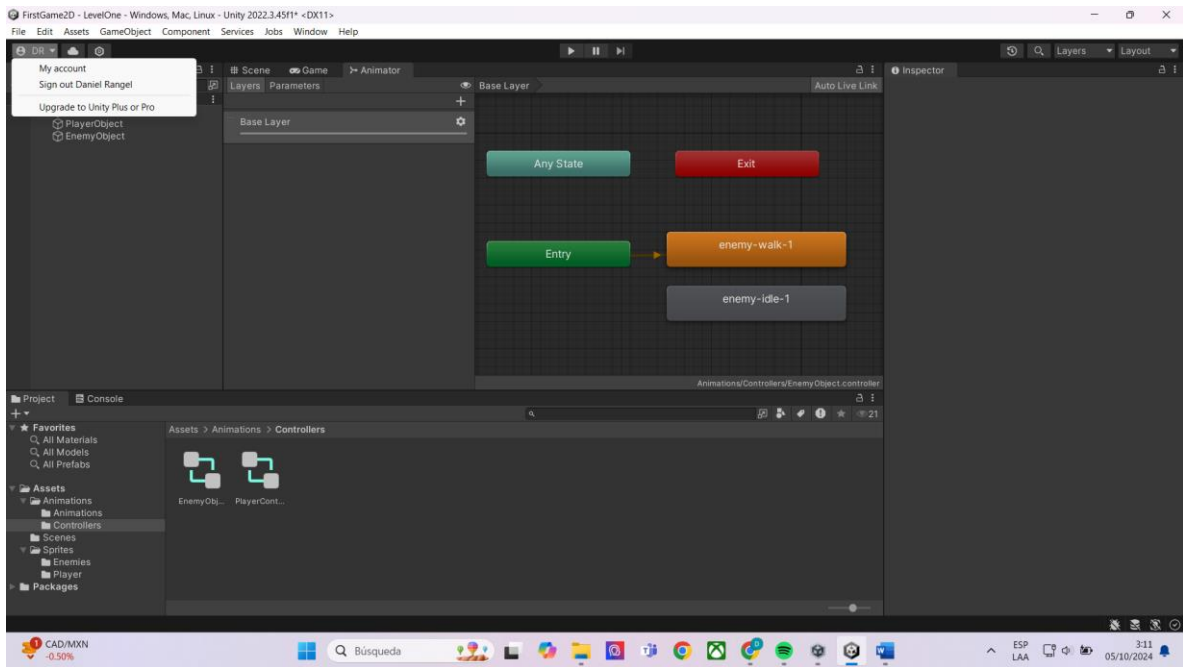 FirstGame2D - LevelOne - Windows, Mac, Linux - Unity 2022.3.45f1* <DX11>
File Edit Assets GameObject Component Services Jobs Window Help
DR
Layers
Layout
My account
Sign out Daniel Rangel
Upgrade to Unity Plus or Pro
PlayerObject
EnemyObject
Scene
Game
Animator
Layers Parameters
Base Layer
Base Layer
Auto Live Link
Any State
Exit
Entry
enemy-walk-1
enemy-idle-1
Animations/Controllers/EnemyObject.controller
Inspector
Project
Console
21
Favorites
All Materials
All Models
All Prefabs
Assets
Animations
Animations
Controllers
Scenes
Sprites
Enemies
Player
Packages
Assets > Animations > Controllers
EnemyObj...
PlayerCont...
1
CAD/MXN
-0.50%
Búsqueda
ESP
LAA
3:11
05/10/2024